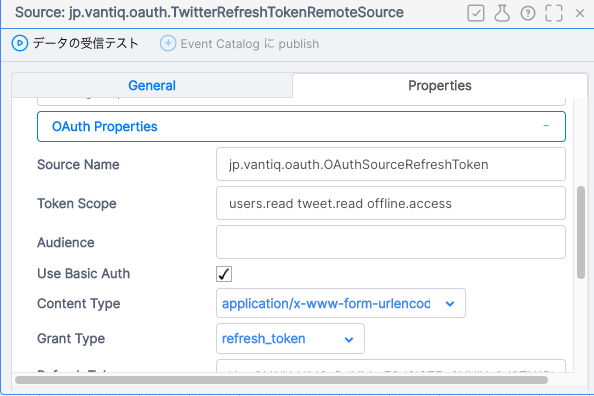 Source: jp.vantiq.oauth.TwitterRefreshTokenRemoteSource
データの受信テスト
Event Catalog に publish
General
Properties
OAuth Properties
Source Name
jp.vantiq.oauth.OAuthSourceRefreshToken
Token Scope
users.read tweet.read offline.access
Audience
Use Basic Auth
Content Type
application/x-www-form-urlencod
Grant Type
refresh_token